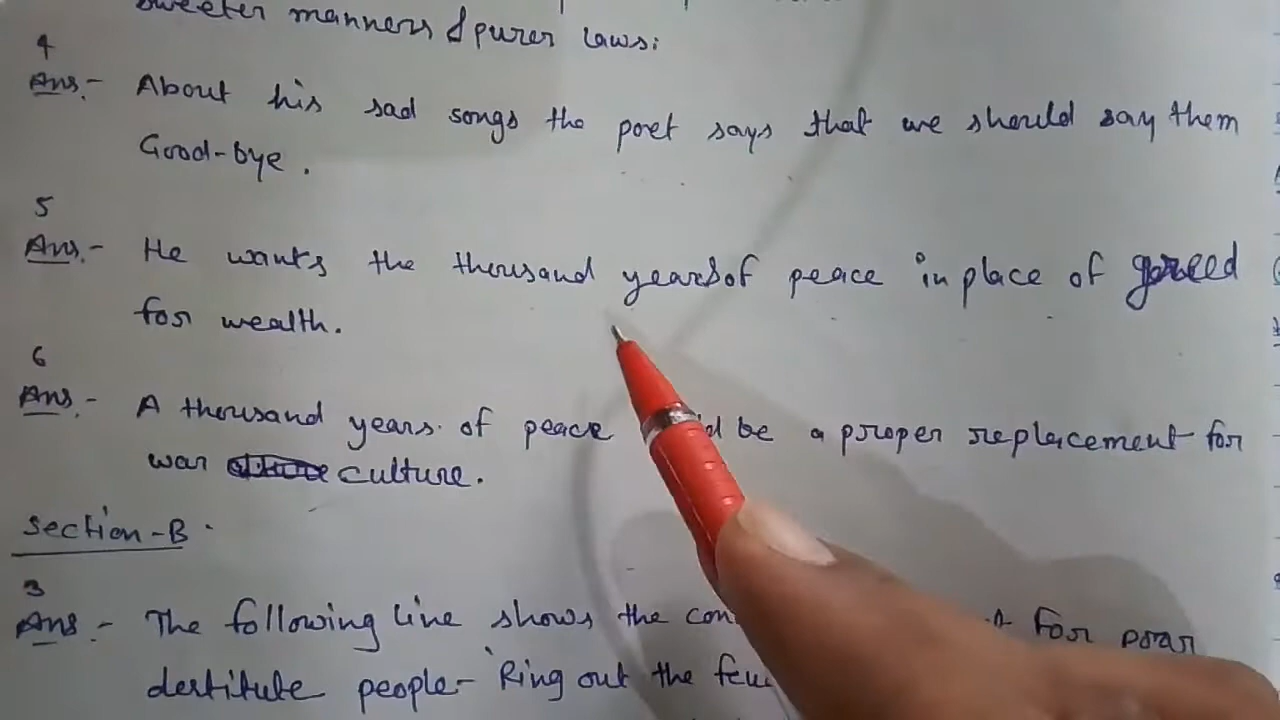 sweeter manners & purer laws.
4
Ans.- About his sad songs the poet says that we should say them
Good-bye.
5
Ans.- He wants the thousand years of peace in place of greed
for wealth.
6
Ans.- A thousand years of peace be a proper replacement for
war culture.
Section-B.
3
Ans.- The following line shows the for poor
destitute people- 'Ring out the